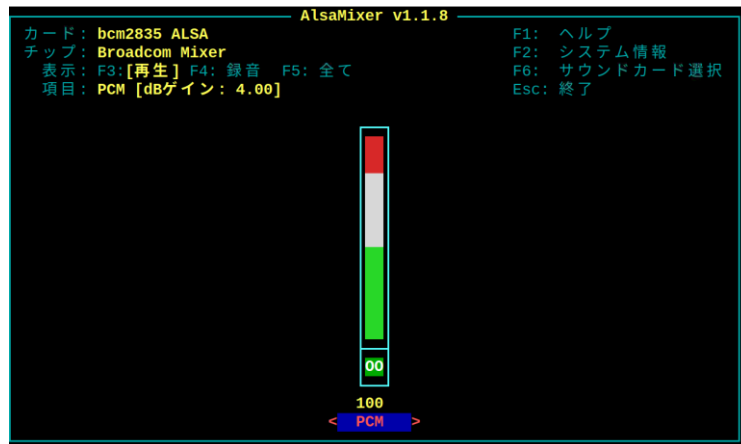 AlsaMixer v1.1.8
カード: bcm2835 ALSA F1: ヘルプ
チップ: Broadcom Mixer F2: システム情報
表示: F3:[再生] F4: 録音 F5: 全て F6: サウンドカード選択
項目: PCM [dBゲイン: 4.00] Esc: 終了
OO
100
< PCM >